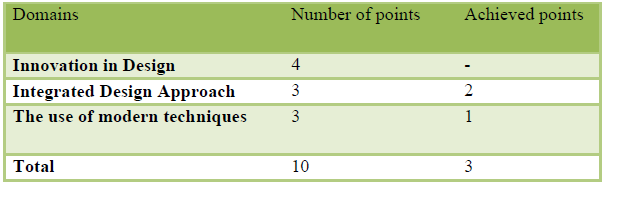 Domains Number of points Achieved points
Innovation in Design 4 -
Integrated Design Approach 3 2
The use of modern techniques 3 1
Total 10 3